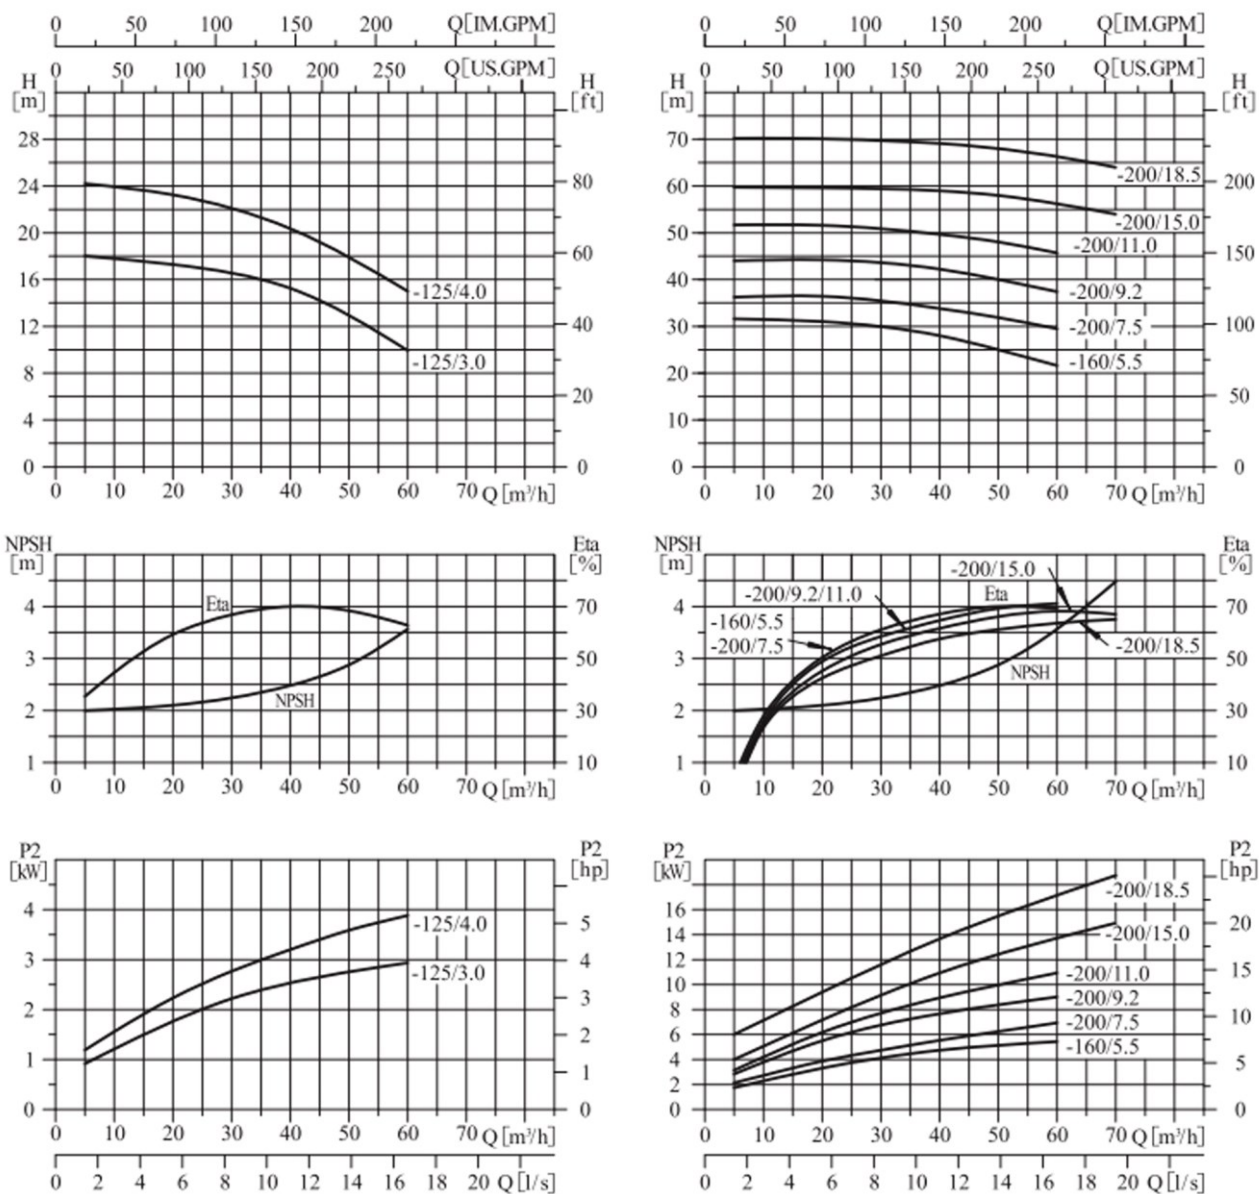 0 50 100 150 200 Q[IM.GPM]
0 50 100 150 200 250 Q[US.GPM]
H
[m]
H
[ft]
28
24
20
16
12
8
4
0
80
60
40
20
0
-125/4.0
-125/3.0
0 10 20 30 40 50 60 70 Q[m³/h]
0 50 100 150 200 Q[IM.GPM]
0 50 100 150 200 250 Q[US.GPM]
H
[m]
H
[ft]
70
60
50
40
30
20
10
0
200
150
100
50
0
-200/18.5
-200/15.0
-200/11.0
-200/9.2
-200/7.5
-160/5.5
0 10 20 30 40 50 60 70 Q[m³/h]
NPSH
[m]
Eta
[%]
4
3
2
1
70
50
30
10
Eta
NPSH
0 10 20 30 40 50 60 70 Q[m³/h]
NPSH
[m]
Eta
[%]
4
3
2
1
70
50
30
10
-200/15.0
-200/9.2/11.0
Eta
-160/5.5
-200/7.5
-200/18.5
NPSH
0 10 20 30 40 50 60 70 Q[m³/h]
P2
[kW]
P2
[hp]
4
3
2
1
0
5
4
3
2
1
0
-125/4.0
-125/3.0
0 10 20 30 40 50 60 70 Q[m³/h]
0 2 4 6 8 10 12 14 16 18 20 Q[l/s]
P2
[kW]
P2
[hp]
16
14
12
10
8
6
4
2
0
20
15
10
5
0
-200/18.5
-200/15.0
-200/11.0
-200/9.2
-200/7.5
-160/5.5
0 10 20 30 40 50 60 70 Q[m³/h]
0 2 4 6 8 10 12 14 16 18 20 Q[l/s]